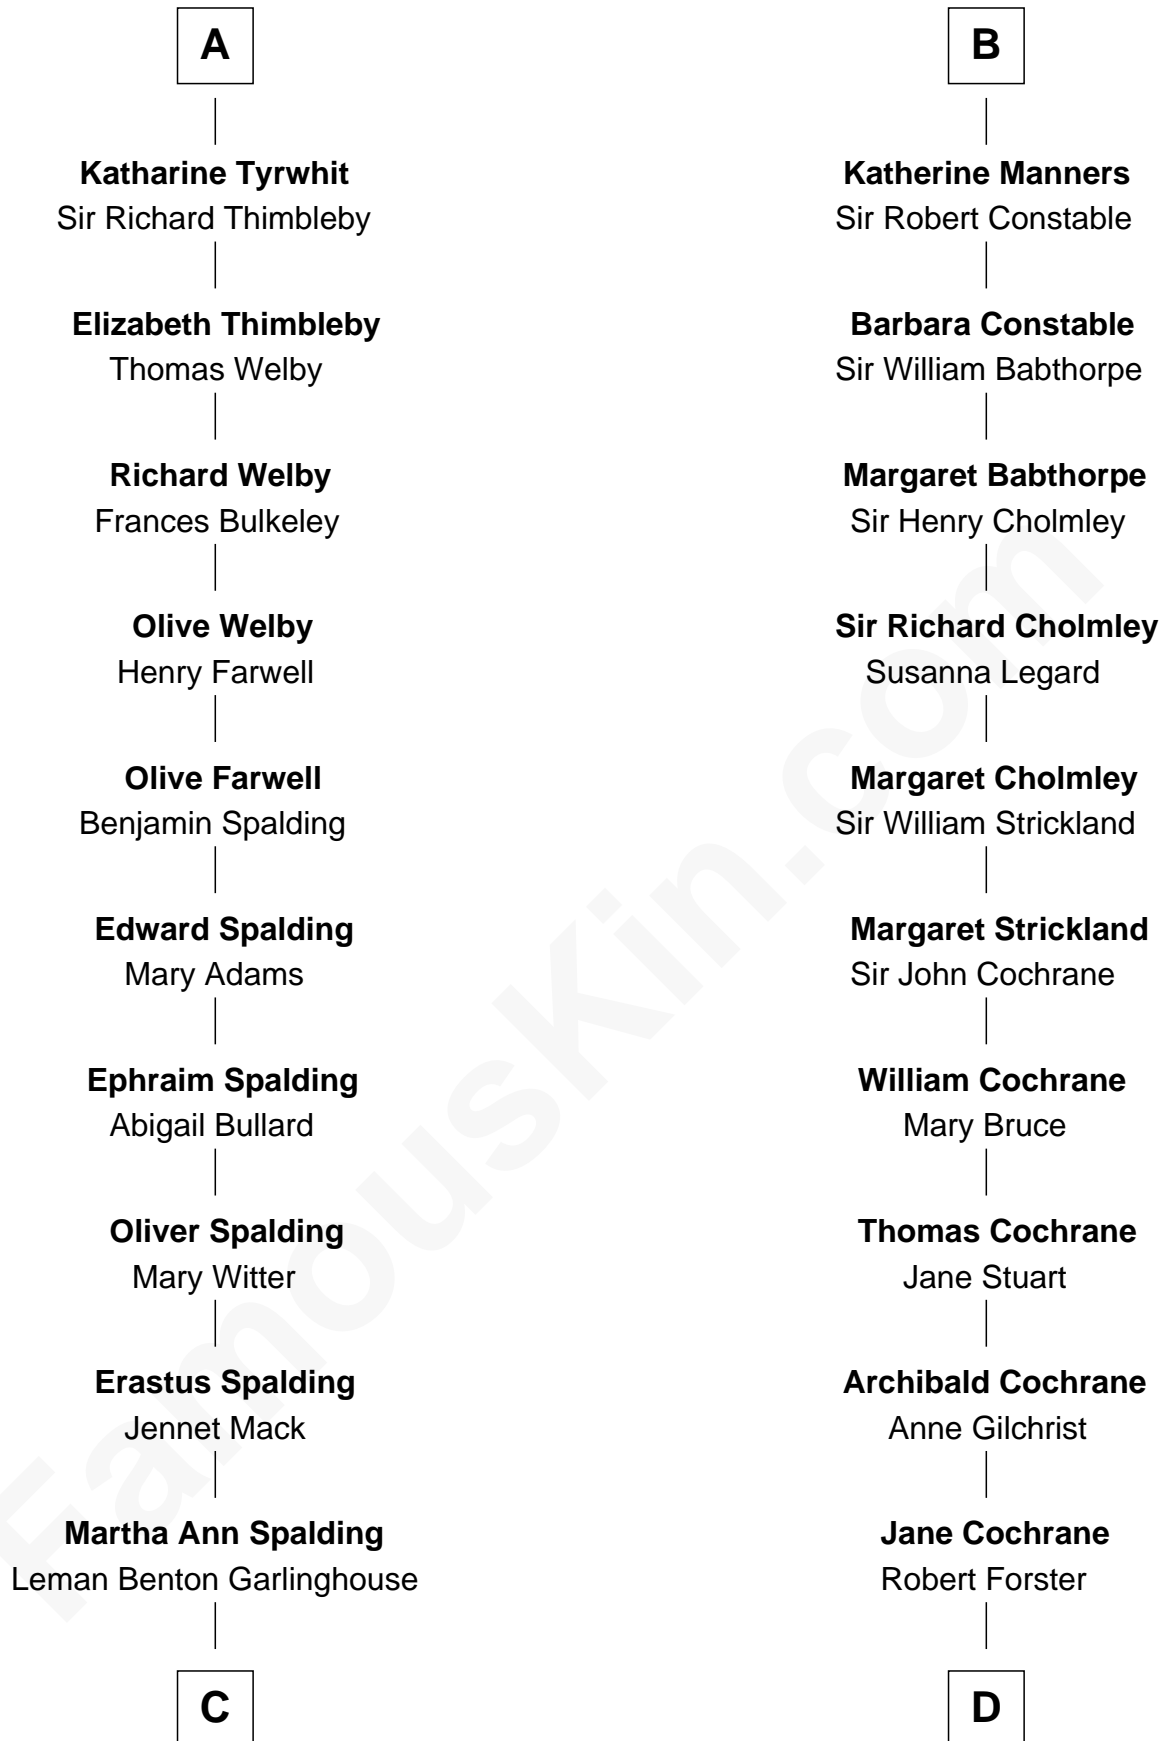 A
Katharine Tyrwhit
Sir Richard Thimbleby
Elizabeth Thimbleby
Thomas Welby
Richard Welby
Frances Bulkeley
Olive Welby
Henry Farwell
Olive Farwell
Benjamin Spalding
Edward Spalding
Mary Adams
Ephraim Spalding
Abigail Bullard
Oliver Spalding
Mary Witter
Erastus Spalding
Jennet Mack
Martha Ann Spalding
Leman Benton Garlinghouse
C
B
Katherine Manners
Sir Robert Constable
Barbara Constable
Sir William Babthorpe
Margaret Babthorpe
Sir Henry Cholmley
Sir Richard Cholmley
Susanna Legard
Margaret Cholmley
Sir William Strickland
Margaret Strickland
Sir John Cochrane
William Cochrane
Mary Bruce
Thomas Cochrane
Jane Stuart
Archibald Cochrane
Anne Gilchrist
Jane Cochrane
Robert Forster
D
FamousKin.com